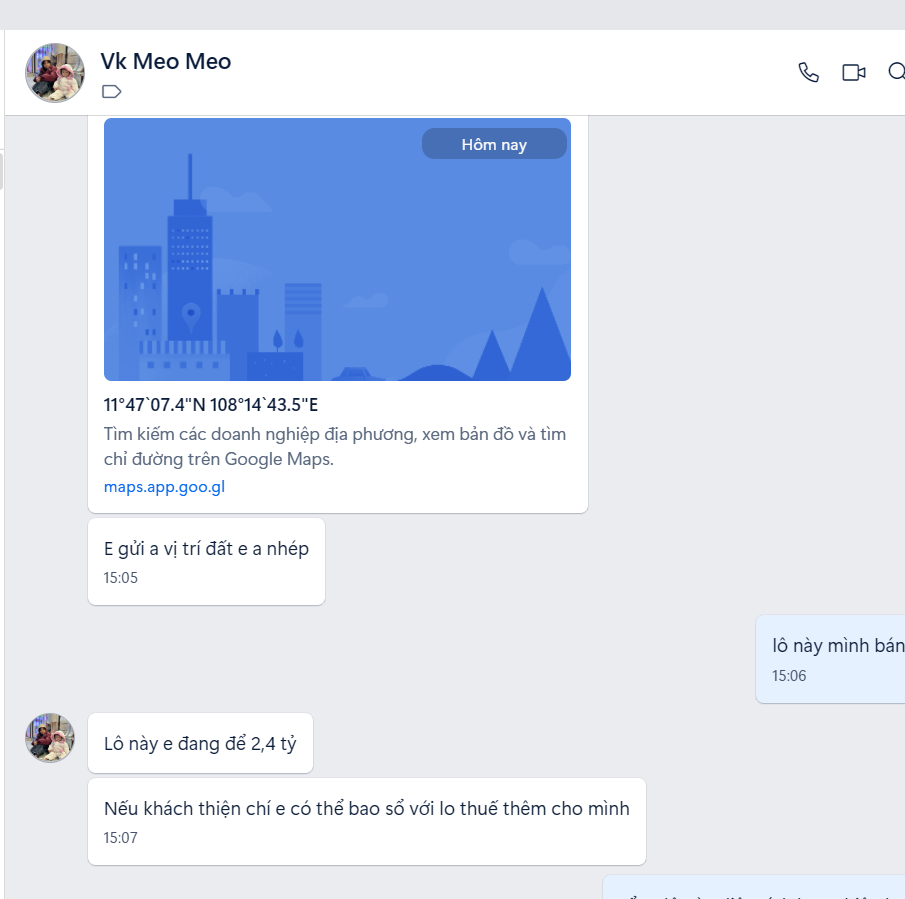 Vk Meo Meo
Hôm nay
11°47`07.4"N 108°14`43.5"E
Tìm kiếm các doanh nghiệp địa phương, xem bản đồ và tìm
chỉ đường trên Google Maps.
maps.app.goo.gl
E gửi a vị trí đất e a nhép
15:05
lô này mình bán
15:06
Lô này e đang để 2,4 tỷ
Nếu khách thiện chí e có thể bao sổ với lo thuế thêm cho mình
15:07